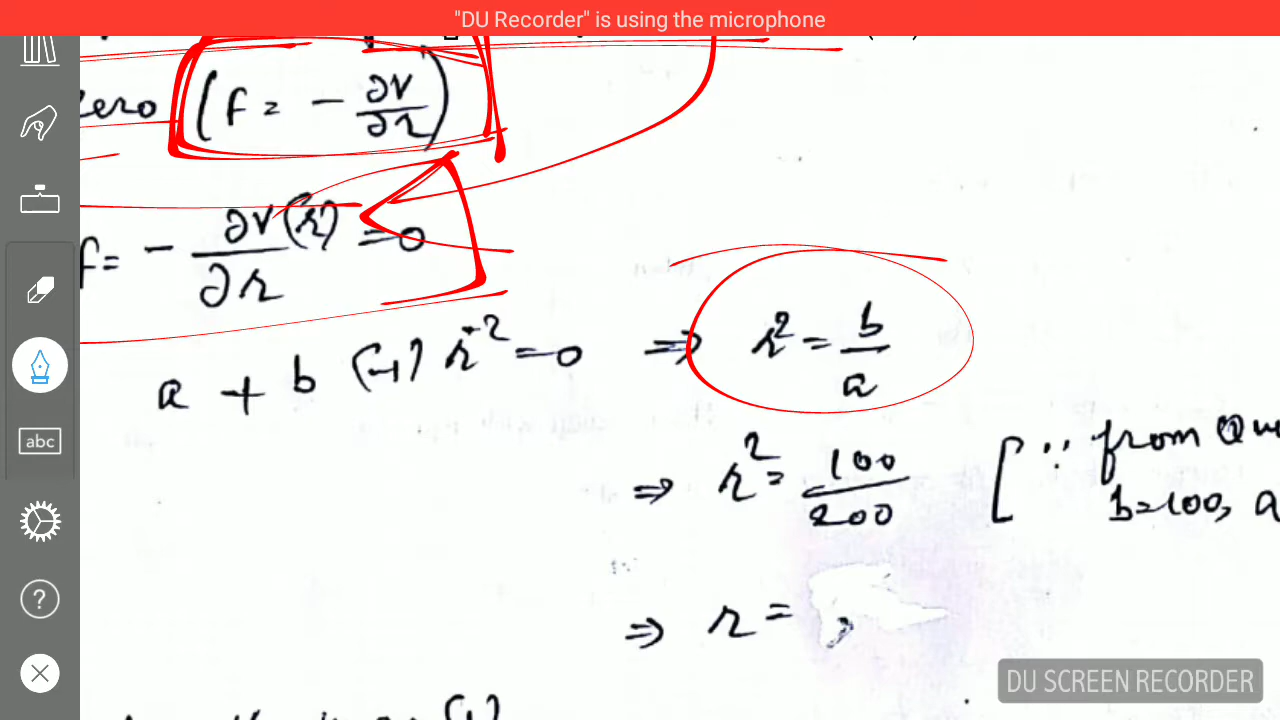 "DU Recorder" is using the microphone
zero (F = - ∂V/∂r)
F = - ∂V(r)/∂r = 0
a + b (-1) r^-2 = 0 ⇒ r^2 = b/a
abc
⇒ r^2 = 100/200 [∵ from
b=100, a
⇒ r =
?
DU SCREEN RECORDER